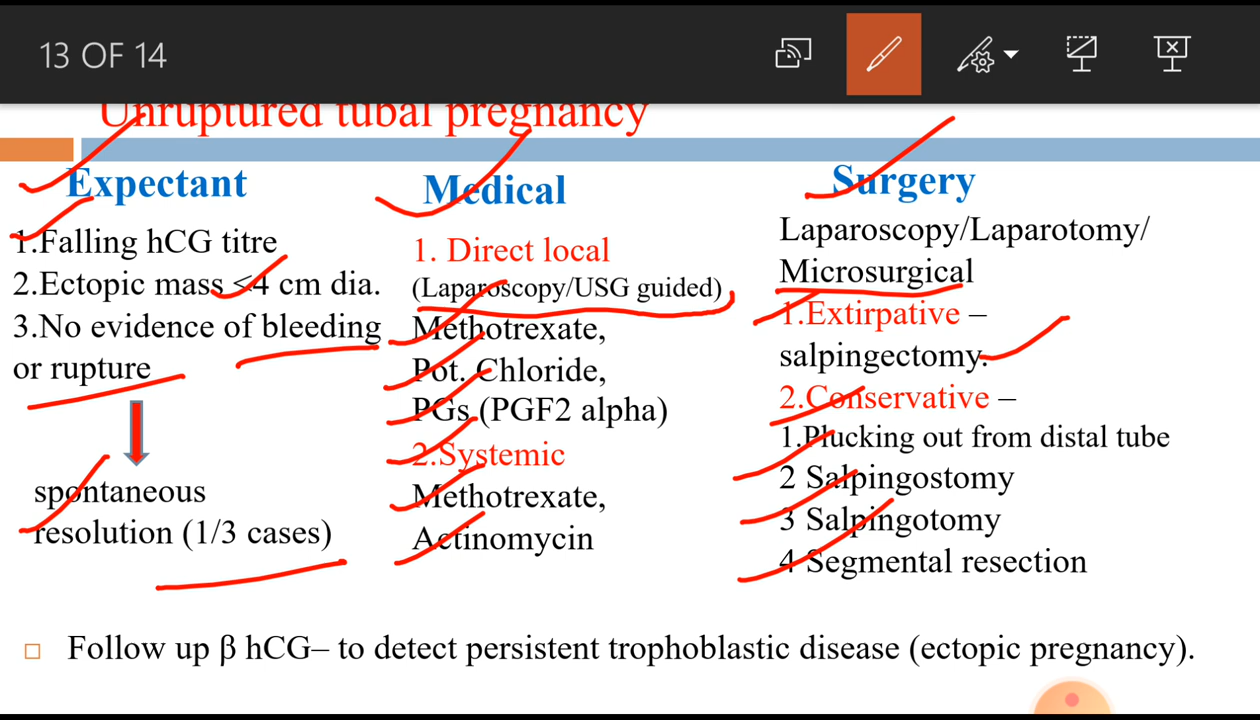 13 OF 14
Unruptured tubal pregnancy
Expectant
1.Falling hCG titre
2.Ectopic mass <4 cm dia.
3.No evidence of bleeding
or rupture
spontaneous
resolution (1/3 cases)
Medical
1. Direct local
(Laparoscopy/USG guided)
Methotrexate,
Pot. Chloride,
PGs (PGF2 alpha)
2.Systemic
Methotrexate,
Actinomycin
Surgery
Laparoscopy/Laparotomy/
Microsurgical
1.Extirpative –
salpingectomy.
2.Conservative –
1.Plucking out from distal tube
2 Salpingostomy
3 Salpingotomy
4 Segmental resection
Follow up β hCG– to detect persistent trophoblastic disease (ectopic pregnancy).